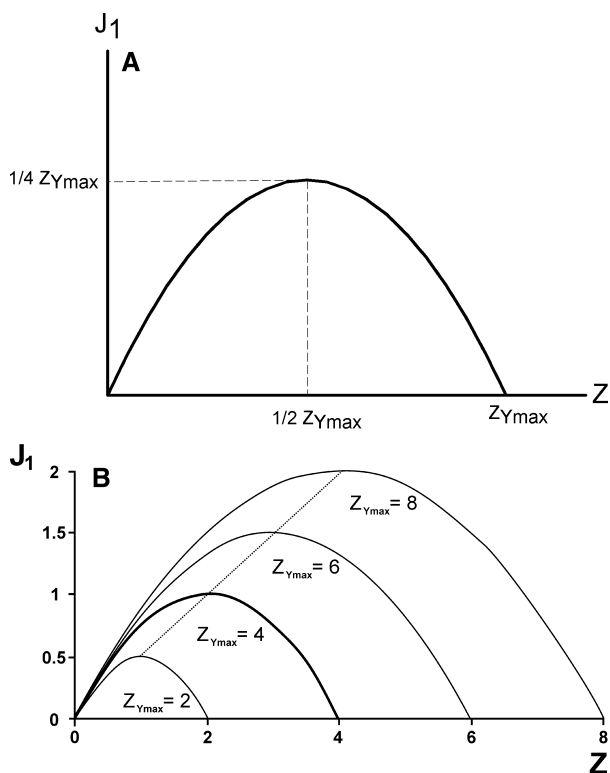 J1
A
1/4 ZYmax
Z
1/2 ZYmax
ZYmax
J1
B
2
1.5
1
0.5
0
ZYmax= 8
ZYmax= 6
ZYmax= 4
ZYmax= 2
0
2
4
6
8
Z